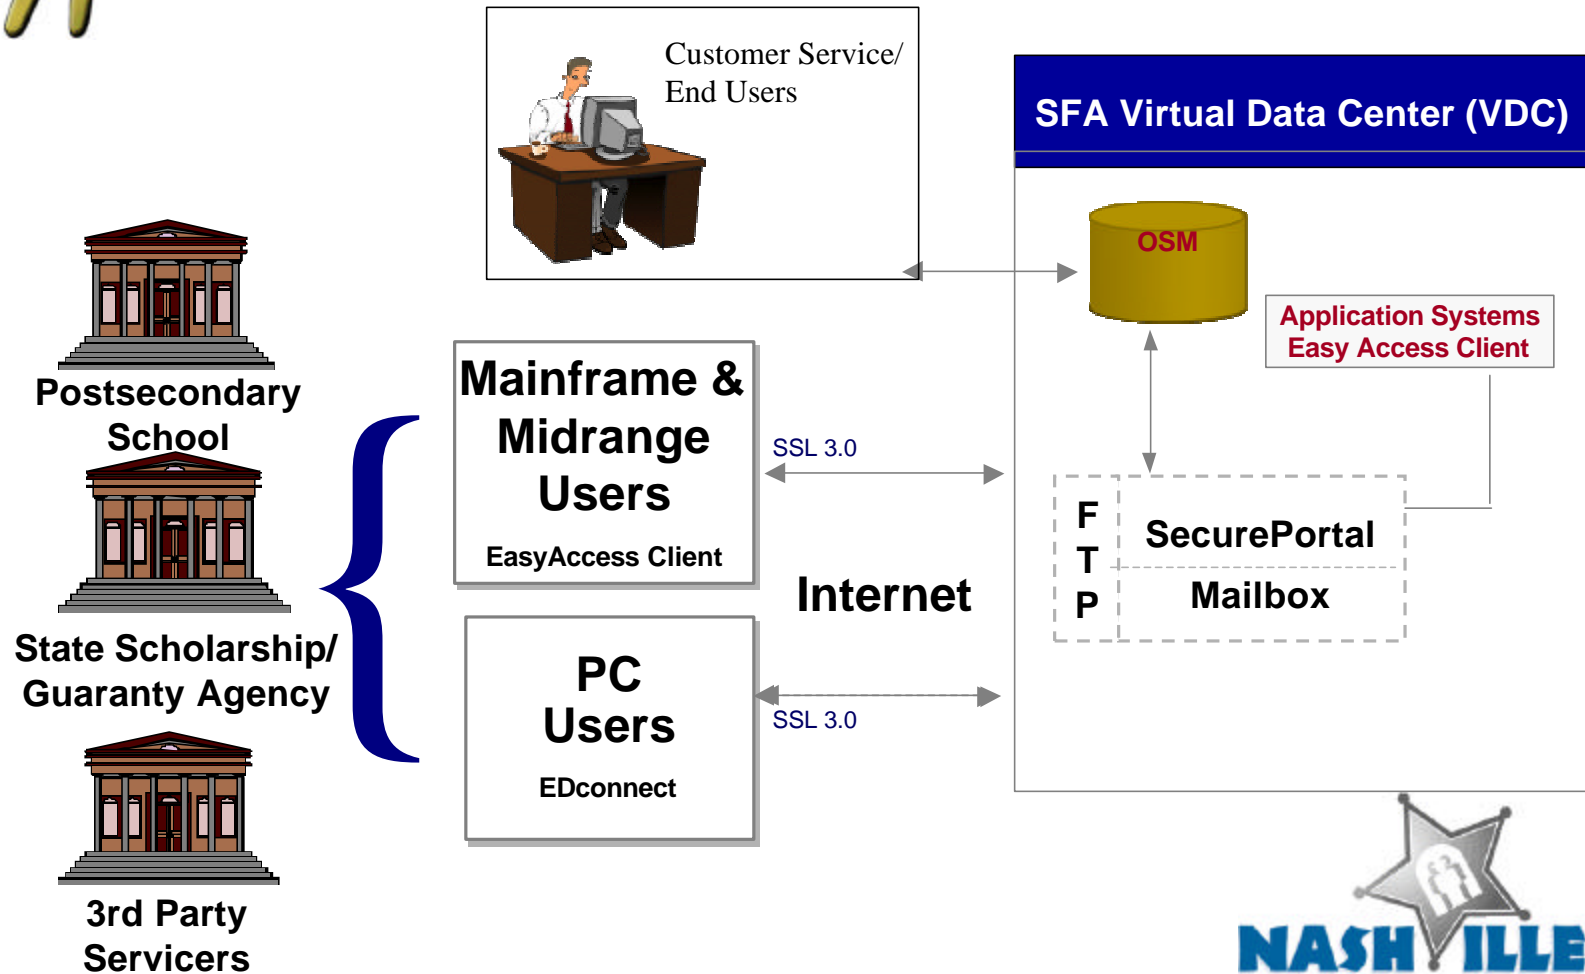 Customer Service/
End Users
SFA Virtual Data Center (VDC)
OSM
Application Systems
Easy Access Client
Postsecondary
School
State Scholarship/
Guaranty Agency
3rd Party
Servicers
Mainframe &
Midrange
Users
EasyAccess Client
PC
Users
EDconnect
SSL 3.0
Internet
SSL 3.0
F
T
P
SecurePortal
Mailbox
NASHVILLE